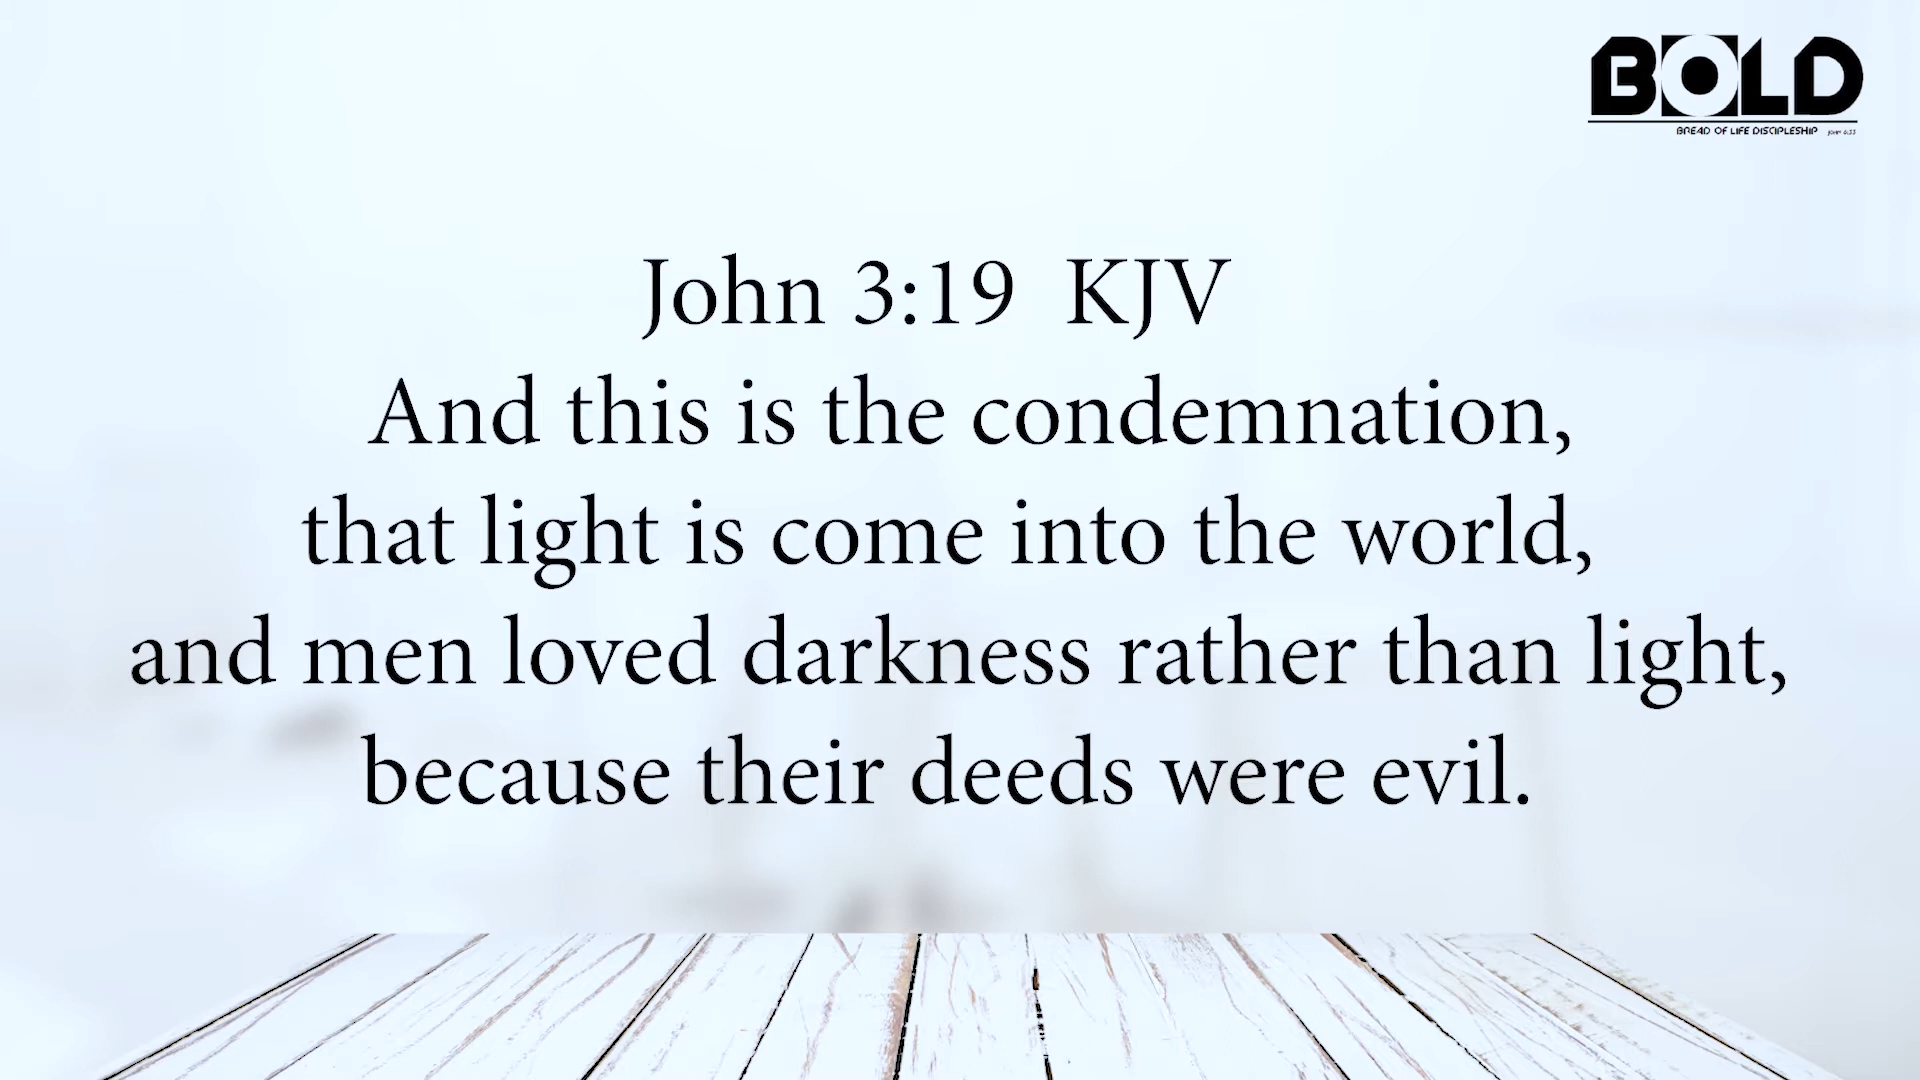 BOLD
BREAD OF LIFE DISCIPLESHIP
John 3:19 KJV
And this is the condemnation,
that light is come into the world,
and men loved darkness rather than light,
because their deeds were evil.